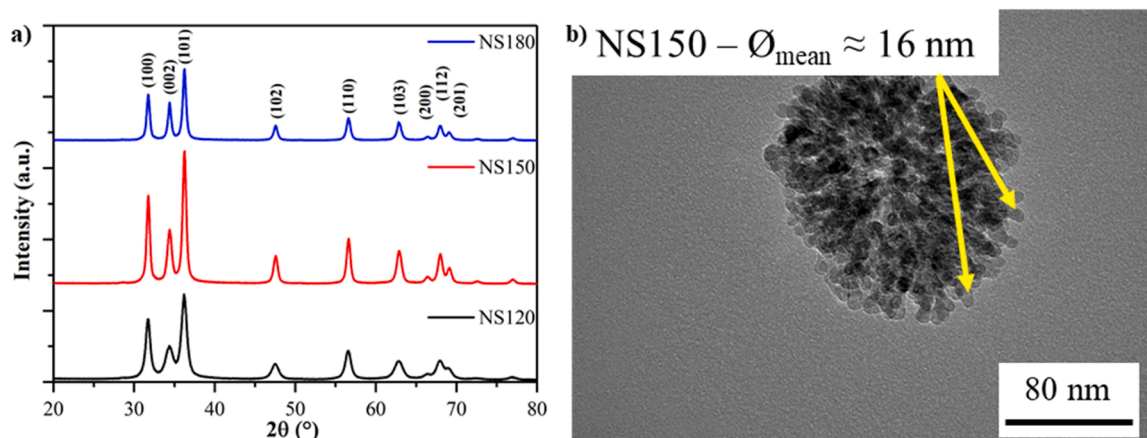 a)
NS180
(100)
(002)
(101)
(102)
(110)
(103)
(200)
(112)
(201)
NS150
NS120
Intensity (a.u.)
20 30 40 50 60 70 80
2θ (°)
b) NS150 – Ø_mean ≈ 16 nm
80 nm